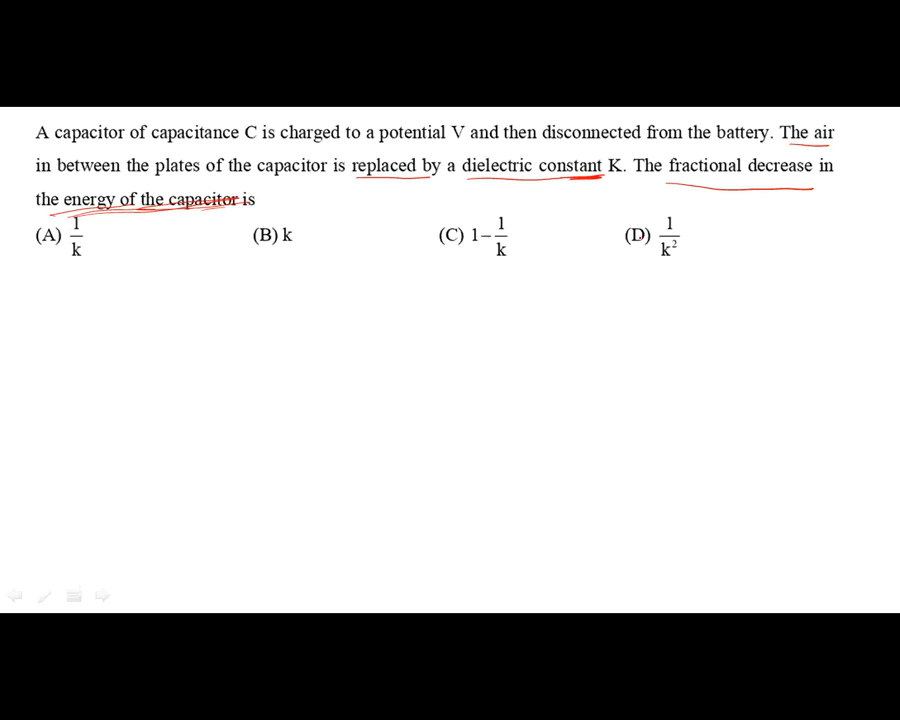 A capacitor of capacitance C is charged to a potential V and then disconnected from the battery. The air
in between the plates of the capacitor is replaced by a dielectric constant K. The fractional decrease in
the energy of the capacitor is
(A) 1/k (B) k (C) 1−1/k (D) 1/k²